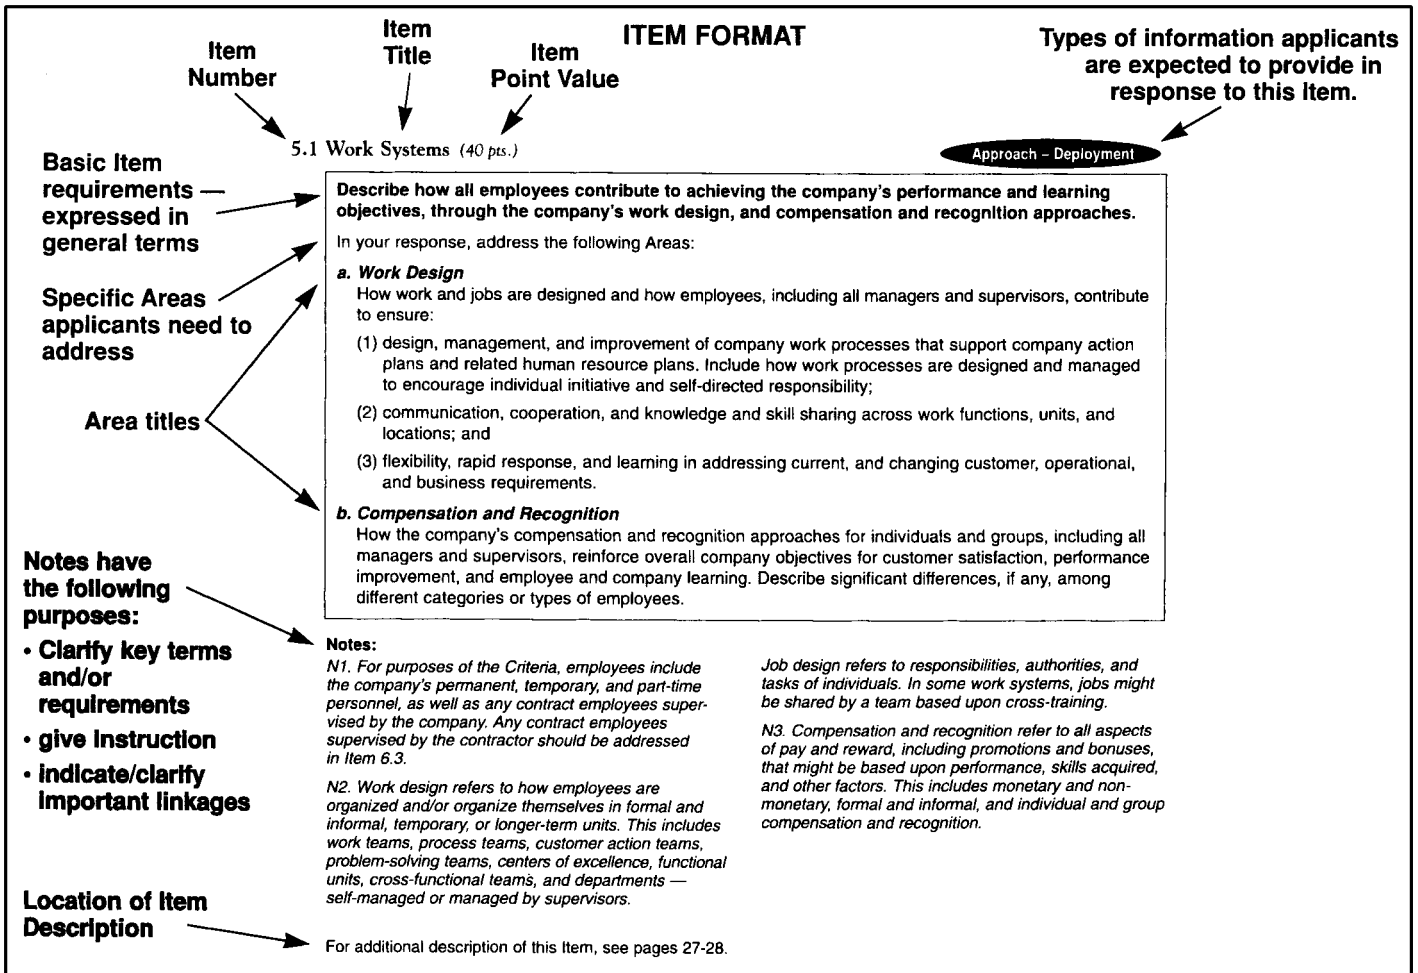 ITEM FORMAT
Item
Number
Item
Title
Item
Point Value
Types of information applicants
are expected to provide in
response to this Item.
5.1 Work Systems (40 pts.)
Approach – Deployment
Basic Item
requirements —
expressed in
general terms
Specific Areas
applicants need to
address
Area titles
Describe how all employees contribute to achieving the company's performance and learning
objectives, through the company's work design, and compensation and recognition approaches.
In your response, address the following Areas:
a. Work Design
How work and jobs are designed and how employees, including all managers and supervisors, contribute
to ensure:
(1) design, management, and improvement of company work processes that support company action
plans and related human resource plans. Include how work processes are designed and managed
to encourage individual initiative and self-directed responsibility;
(2) communication, cooperation, and knowledge and skill sharing across work functions, units, and
locations; and
(3) flexibility, rapid response, and learning in addressing current, and changing customer, operational,
and business requirements.
b. Compensation and Recognition
How the company's compensation and recognition approaches for individuals and groups, including all
managers and supervisors, reinforce overall company objectives for customer satisfaction, performance
improvement, and employee and company learning. Describe significant differences, if any, among
different categories or types of employees.
Notes have
the following
purposes:
• Clarify key terms
and/or
requirements
• give instruction
• indicate/clarify
important linkages
Notes:
N1. For purposes of the Criteria, employees include
the company's permanent, temporary, and part-time
personnel, as well as any contract employees super-
vised by the company. Any contract employees
supervised by the contractor should be addressed
in Item 6.3.
N2. Work design refers to how employees are
organized and/or organize themselves in formal and
informal, temporary, or longer-term units. This includes
work teams, process teams, customer action teams,
problem-solving teams, centers of excellence, functional
units, cross-functional teams, and departments —
self-managed or managed by supervisors.
Job design refers to responsibilities, authorities, and
tasks of individuals. In some work systems, jobs might
be shared by a team based upon cross-training.
N3. Compensation and recognition refer to all aspects
of pay and reward, including promotions and bonuses,
that might be based upon performance, skills acquired,
and other factors. This includes monetary and non-
monetary, formal and informal, and individual and group
compensation and recognition.
Location of Item
Description
For additional description of this Item, see pages 27-28.